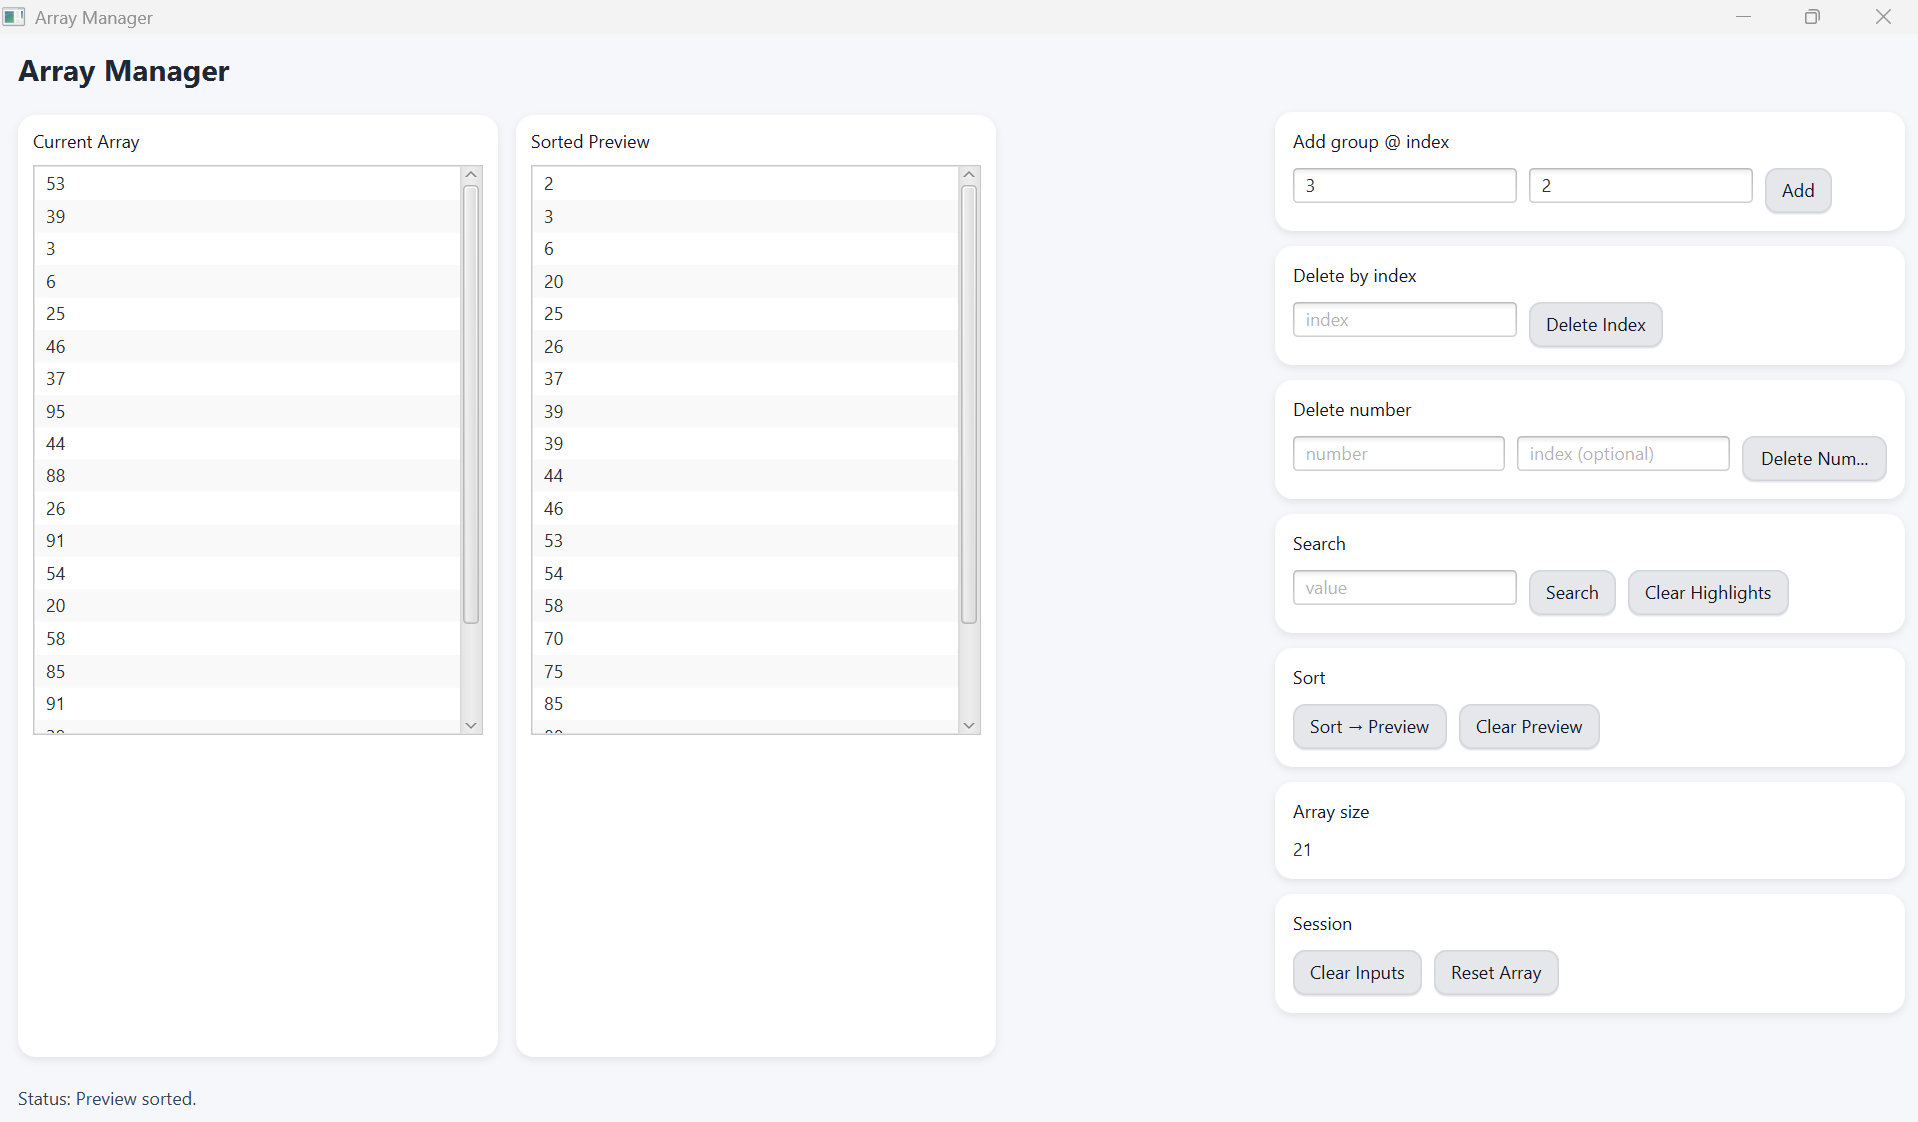 Array Manager
Array Manager
Current Array
53
39
3
6
25
46
37
95
44
88
26
91
54
20
58
85
91
Sorted Preview
2
3
6
20
25
26
37
39
39
44
46
53
54
58
70
75
85
Add group @ index
3 2 Add
Delete by index
index Delete Index
Delete number
number index (optional) Delete Num...
Search
value Search Clear Highlights
Sort
Sort → Preview Clear Preview
Array size
21
Session
Clear Inputs Reset Array
Status: Preview sorted.